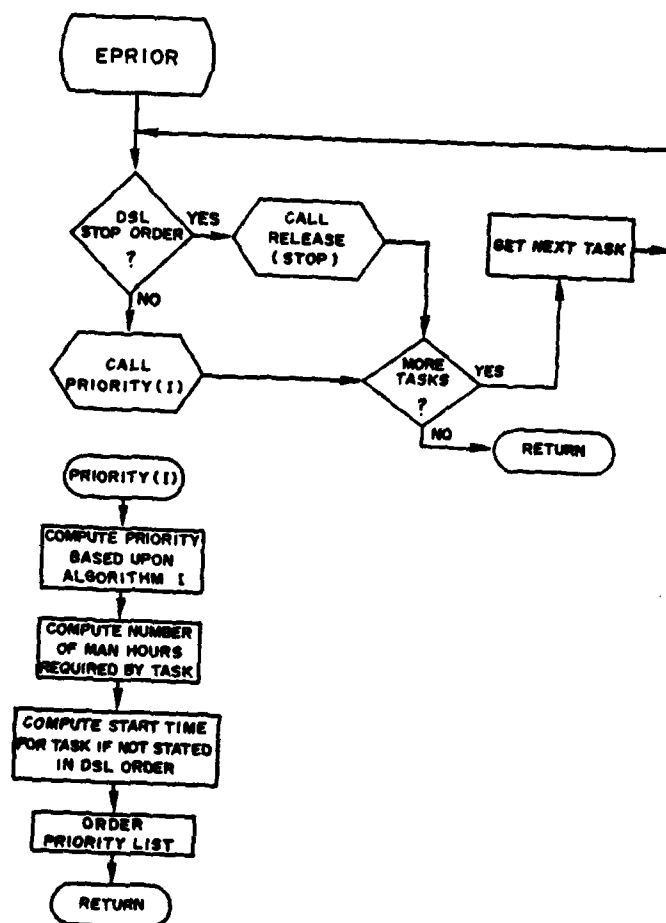 EPRIOR
DSL
STOP ORDER
?
YES
NO
CALL
RELEASE
(STOP)
GET NEXT TASK
CALL
PRIORITY(I)
MORE
TASKS
?
YES
NO
RETURN
PRIORITY(I)
COMPUTE PRIORITY
BASED UPON
ALGORITHM I
COMPUTE NUMBER
OF MAN HOURS
REQUIRED BY TASK
COMPUTE START TIME
FOR TASK IF NOT STATED
IN DSL ORDER
ORDER
PRIORITY LIST
RETURN